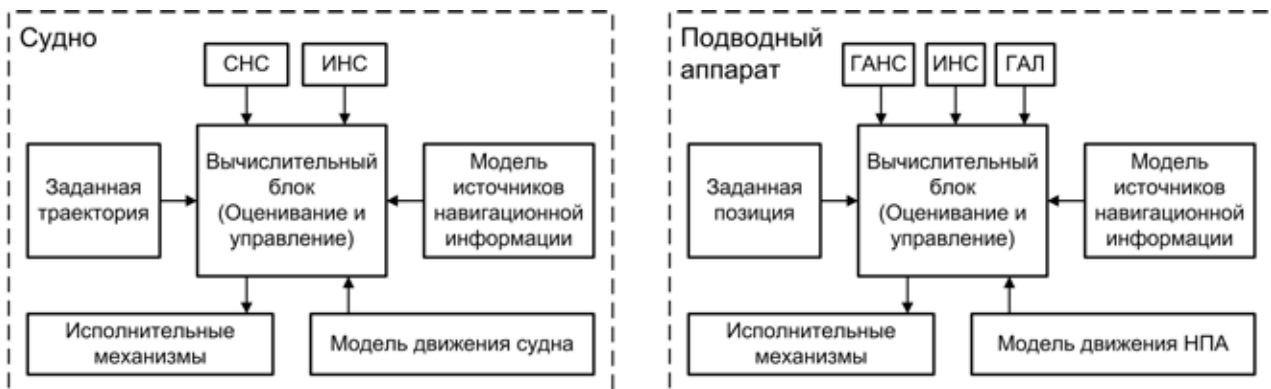 Судно
СНС
ИНС
Заданная
траектория
Вычислительный
блок
(Оценивание и
управление)
Модель
источников
навигационной
информации
Исполнительные
механизмы
Модель движения судна
Подводный
аппарат
ГАНС
ИНС
ГАЛ
Заданная
позиция
Вычислительный
блок
(Оценивание и
управление)
Модель
источников
навигационной
информации
Исполнительные
механизмы
Модель движения НПА